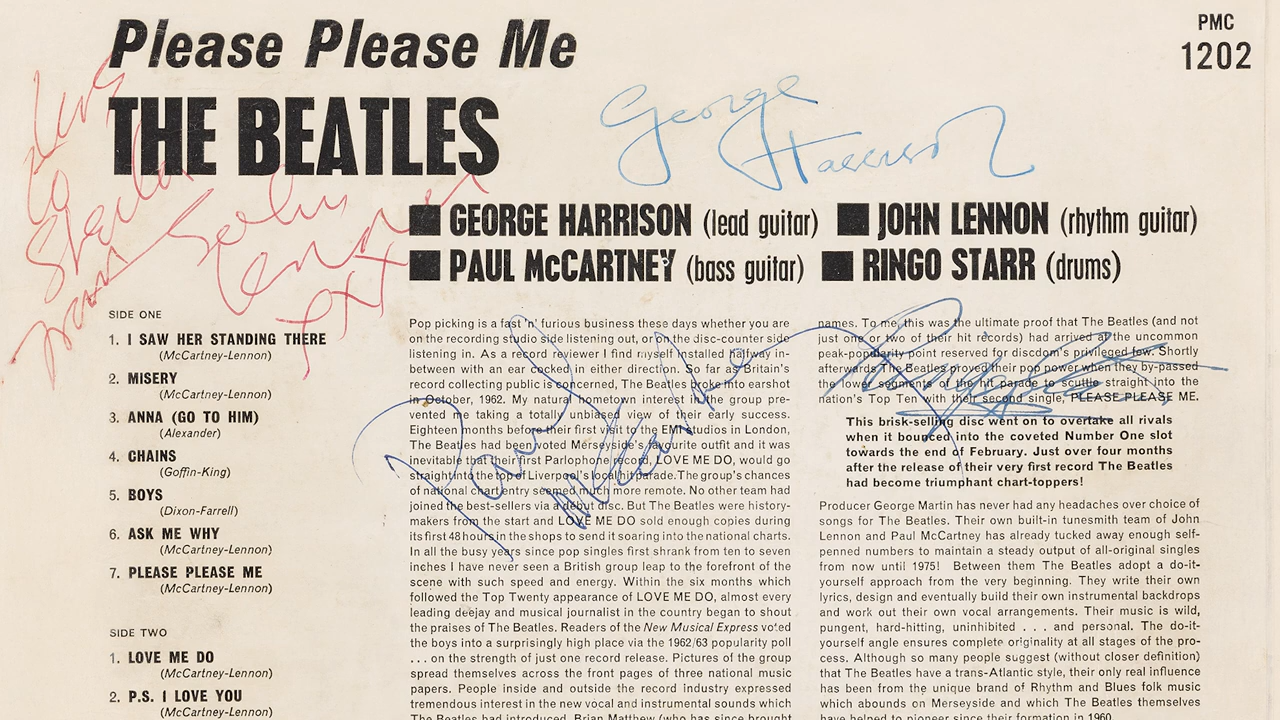 Please Please Me
PMC
1202
THE BEATLES
George
Harrison
Love
to
Sheila
from John
Lennon
xxx
■ GEORGE HARRISON (lead guitar) ■ JOHN LENNON (rhythm guitar)
■ PAUL McCARTNEY (bass guitar) ■ RINGO STARR (drums)
SIDE ONE
1. I SAW HER STANDING THERE
(McCartney-Lennon)
2. MISERY
(McCartney-Lennon)
3. ANNA (GO TO HIM)
(Alexander)
4. CHAINS
(Goffin-King)
5. BOYS
(Dixon-Farrell)
6. ASK ME WHY
(McCartney-Lennon)
7. PLEASE PLEASE ME
(McCartney-Lennon)
SIDE TWO
1. LOVE ME DO
(McCartney-Lennon)
2. P.S. I LOVE YOU
(McCartney-Lennon)
Pop picking is a fast 'n' furious business these days whether you are
on the recording studio side listening out, or on the disc-counter side
listening in. As a record reviewer I find myself installed halfway in-
between with an ear cocked in either direction. So far as Britain's
record collecting public is concerned, The Beatles broke into earshot
in October, 1962. My natural hometown interest in the group pre-
vented me taking a totally unbiased view of their early success.
Eighteen months before their first visit to the EMI studios in London,
The Beatles had been voted Merseyside's favourite outfit and it was
inevitable that their first Parlophone record, LOVE ME DO, would go
straight into the top of Liverpool's local hit parade. The group's chances
of national chart entry seemed much more remote. No other team had
joined the best-sellers via a debut disc. But The Beatles were history-
makers from the start and LOVE ME DO sold enough copies during
its first 48 hours in the shops to send it soaring into the national charts.
In all the busy years since pop singles first shrank from ten to seven
inches I have never seen a British group leap to the forefront of the
scene with such speed and energy. Within the six months which
followed the Top Twenty appearance of LOVE ME DO, almost every
leading deejay and musical journalist in the country began to shout
the praises of The Beatles. Readers of the New Musical Express voted
the boys into a surprisingly high place via the 1962/63 popularity poll
. . . on the strength of just one record release. Pictures of the group
spread themselves across the front pages of three national music
papers. People inside and outside the record industry expressed
tremendous interest in the new vocal and instrumental sounds which
The Beatles had introduced. Brian Matthew (who has since brought
Paul
McCartney
names. To me, this was the ultimate proof that The Beatles (and not
just one or two of their hit records) had arrived at the uncommon
peak-popularity point reserved for discdom's privileged few. Shortly
afterwards The Beatles proved their pop power when they by-passed
the lower segments of the hit parade to scuttle straight into the
nation's Top Ten with their second single, PLEASE PLEASE ME.
This brisk-selling disc went on to overtake all rivals
when it bounced into the coveted Number One slot
towards the end of February. Just over four months
after the release of their very first record The Beatles
had become triumphant chart-toppers!
Producer George Martin has never had any headaches over choice of
songs for The Beatles. Their own built-in tunesmith team of John
Lennon and Paul McCartney has already tucked away enough self-
penned numbers to maintain a steady output of all-original singles
from now until 1975! Between them The Beatles adopt a do-it-
yourself approach from the very beginning. They write their own
lyrics, design and eventually build their own instrumental backdrops
and work out their own vocal arrangements. Their music is wild,
pungent, hard-hitting, uninhibited . . . and personal. The do-it-
yourself angle ensures complete originality at all stages of the pro-
cess. Although so many people suggest (without closer definition)
that The Beatles have a trans-Atlantic style, their only real influence
has been from the unique brand of Rhythm and Blues folk music
which abounds on Merseyside and which The Beatles themselves
have helped to pioneer since their formation in 1960.